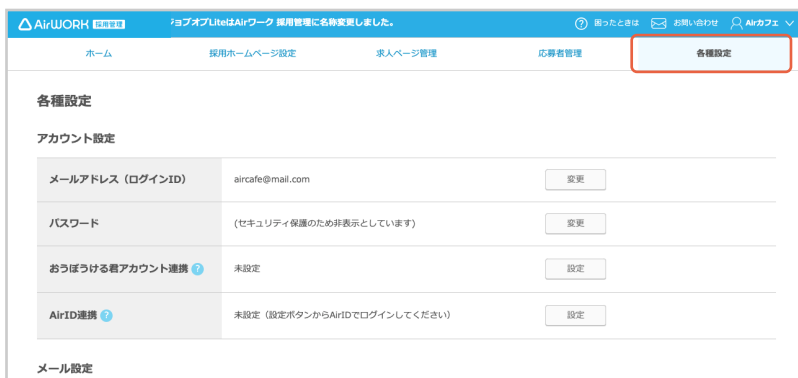 AirWORK 採用管理
ジョブオプLiteはAirワーク 採用管理に名称変更しました。
? 困ったときは お問い合わせ Airカフェ
ホーム 採用ホームページ設定 求人ページ管理 応募者管理 各種設定
各種設定
アカウント設定
メールアドレス（ログインID） aircafe@mail.com 変更
パスワード (セキュリティ保護のため非表示としています) 変更
おうぼうける君アカウント連携 ? 未設定 設定
AirID連携 ? 未設定（設定ボタンからAirIDでログインしてください） 設定
メール設定